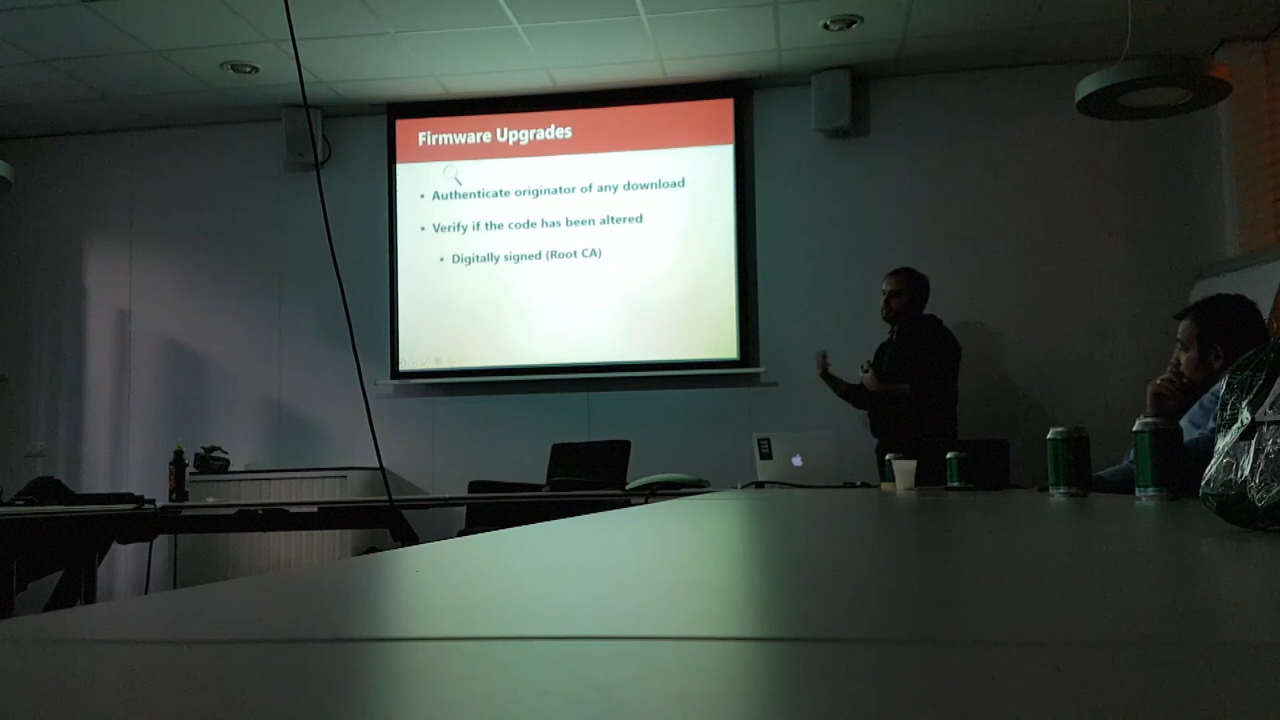 Firmware Upgrades
Authenticate originator of any download
Verify if the code has been altered
Digitally signed (Root CA)